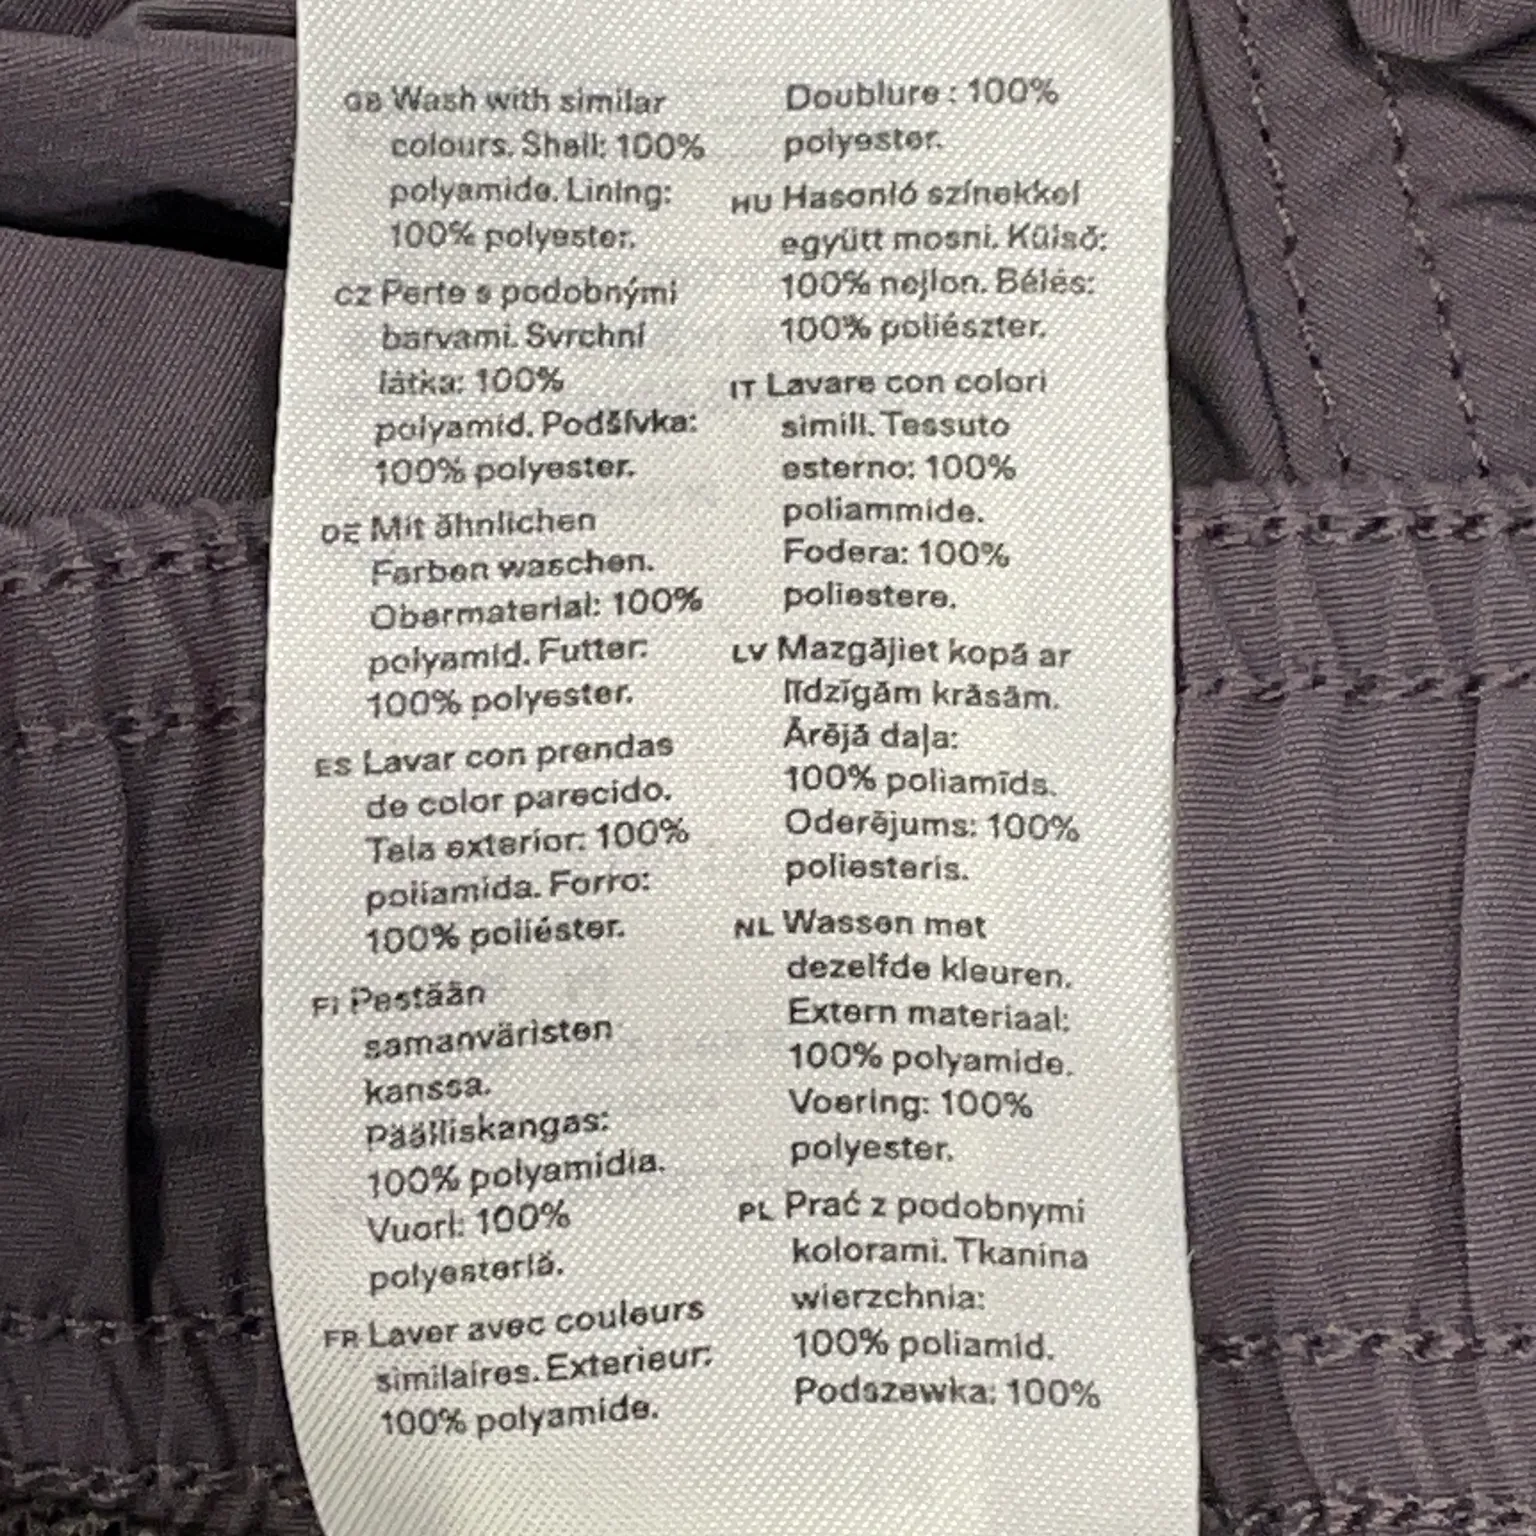 GB Wash with similar
colours. Shell: 100%
polyamide. Lining:
100% polyester.
CZ Perte s podobnými
barvami. Svrchní
látka: 100%
polyamid. Podšívka:
100% polyester.
DE Mit ähnlichen
Farben waschen.
Obermaterial: 100%
polyamid. Futter:
100% polyester.
ES Lavar con prendas
de color parecido.
Tela exterior: 100%
poliamida. Forro:
100% poliéster.
FI Pestään
samanväristen
kanssa.
Päälliskangas:
100% polyamidia.
Vuori: 100%
polyesteriä.
FR Laver avec couleurs
similaires. Exterieur:
100% polyamide.
Doublure : 100%
polyester.
HU Hasonló színekkel
együtt mosni. Külső:
100% nejlon. Bélés:
100% poliészter.
IT Lavare con colori
simili. Tessuto
esterno: 100%
poliammide.
Fodera: 100%
poliestere.
LV Mazgājiet kopā ar
līdzīgām krāsām.
Ārējā daļa:
100% poliamīds.
Oderējums: 100%
poliesteris.
NL Wassen met
dezelfde kleuren.
Extern materiaal:
100% polyamide.
Voering: 100%
polyester.
PL Prać z podobnymi
kolorami. Tkanina
wierzchnia:
100% poliamid.
Podszewka: 100%